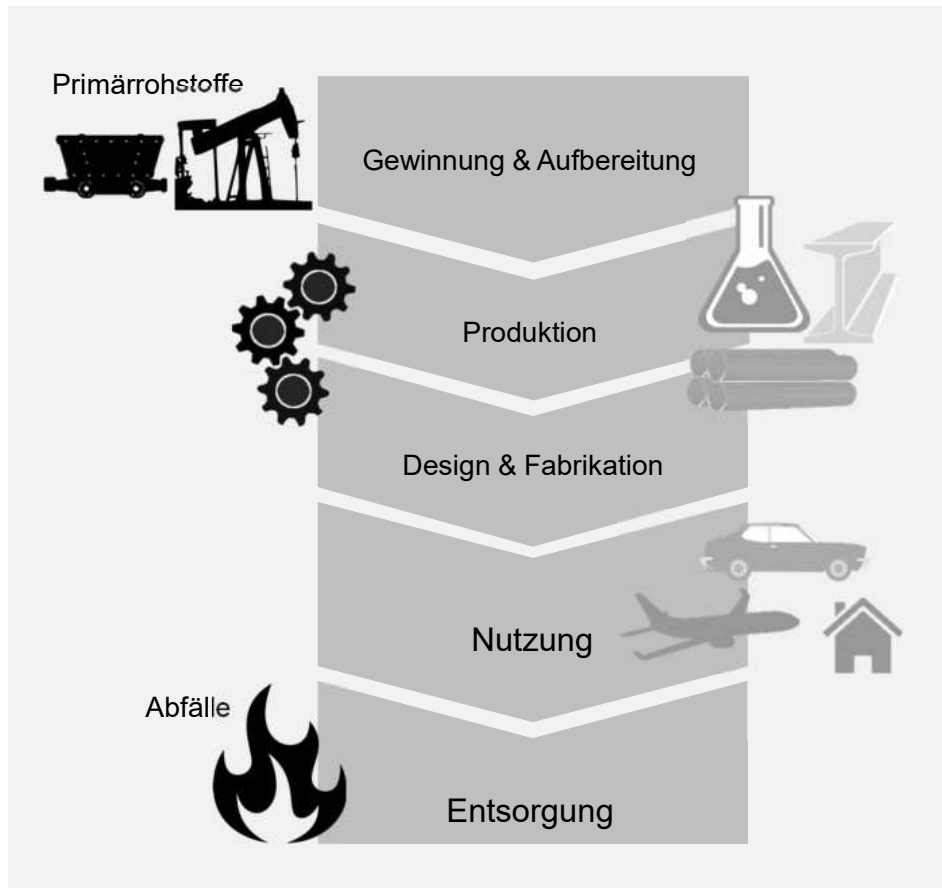 Primärrohstoffe
Gewinnung & Aufbereitung
Produktion
Design & Fabrikation
Nutzung
Abfälle
Entsorgung